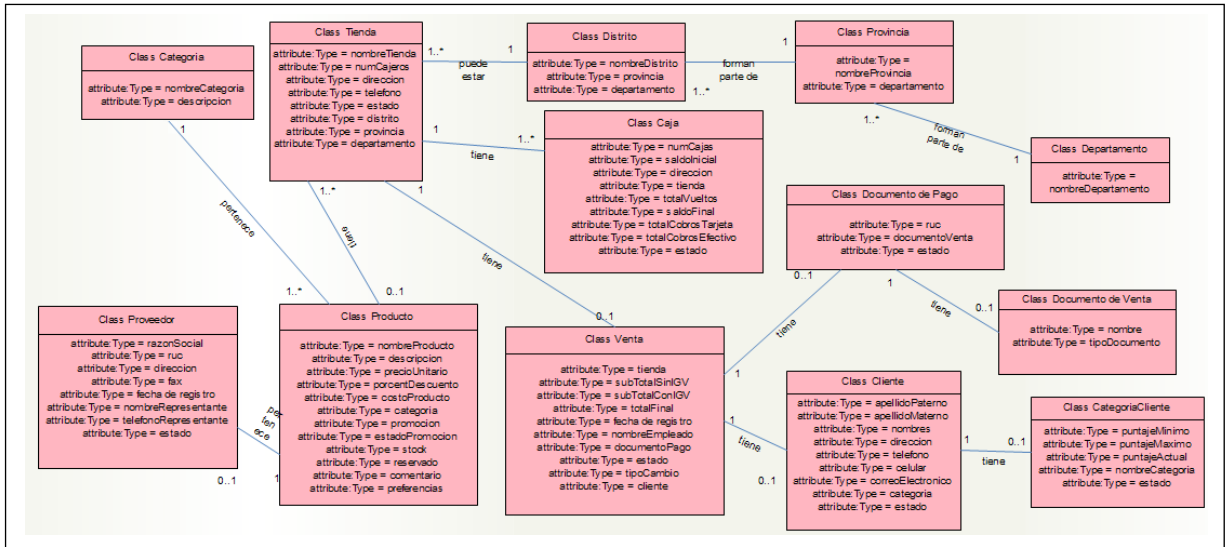 Class Categoria
attribute:Type = nombreCategoria
attribute:Type = descripcion
1
Class Tienda
attribute:Type = nombreTienda
attribute:Type = numCajeros
attribute:Type = direccion
attribute:Type = telefono
attribute:Type = estado
attribute:Type = distrito
attribute:Type = provincia
attribute:Type = departamento
1..*
puede
estar
1
Class Distrito
attribute:Type = nombreDistrito
attribute:Type = provincia
attribute:Type = departamento
1..*
forman
parte de
1
Class Provincia
attribute:Type =
nombreProvincia
attribute:Type = departamento
1..*
forman
parte de
1
Class Departamento
attribute:Type =
nombreDepartamento
1
tiene
1..*
Class Caja
attribute:Type = numCajas
attribute:Type = saldoInicial
attribute:Type = direccion
attribute:Type = tienda
attribute:Type = totalVueltos
attribute:Type = saldoFinal
attribute:Type = totalCobrosTarjeta
attribute:Type = totalCobrosEfectivo
attribute:Type = estado
Class Documento de Pago
attribute:Type = ruc
attribute:Type = documentoVenta
attribute:Type = estado
0..1
tiene
1
1
tiene
0..1
Class Documento de Venta
attribute:Type = nombre
attribute:Type = tipoDocumento
pertenece
1..*
1..*
tiene
0..1
1
tiene
0..1
Class Proveedor
attribute:Type = razonSocial
attribute:Type = ruc
attribute:Type = direccion
attribute:Type = fax
attribute:Type = fecha de registro
attribute:Type = nombreRepresentante
attribute:Type = telefonoRepresentante
attribute:Type = estado
per
ten
ece
0..1
1
Class Producto
attribute:Type = nombreProducto
attribute:Type = descripcion
attribute:Type = precioUnitario
attribute:Type = porcentDescuento
attribute:Type = costoProducto
attribute:Type = categoria
attribute:Type = promocion
attribute:Type = estadoPromocion
attribute:Type = stock
attribute:Type = reservado
attribute:Type = comentario
attribute:Type = preferencias
Class Venta
attribute:Type = tienda
attribute:Type = subTotalSinIGV
attribute:Type = subTotalConIGV
attribute:Type = totalFinal
attribute:Type = fecha de registro
attribute:Type = nombreEmpleado
attribute:Type = documentoPago
attribute:Type = estado
attribute:Type = tipoCambio
attribute:Type = cliente
1
tiene
0..1
Class Cliente
attribute:Type = apellidoPaterno
attribute:Type = apellidoMaterno
attribute:Type = nombres
attribute:Type = direccion
attribute:Type = telefono
attribute:Type = celular
attribute:Type = correoElectronico
attribute:Type = categoria
attribute:Type = estado
1
tiene
0..1
Class CategoriaCliente
attribute:Type = puntajeMinimo
attribute:Type = puntajeMaximo
attribute:Type = puntajeActual
attribute:Type = nombreCategoria
attribute:Type = estado